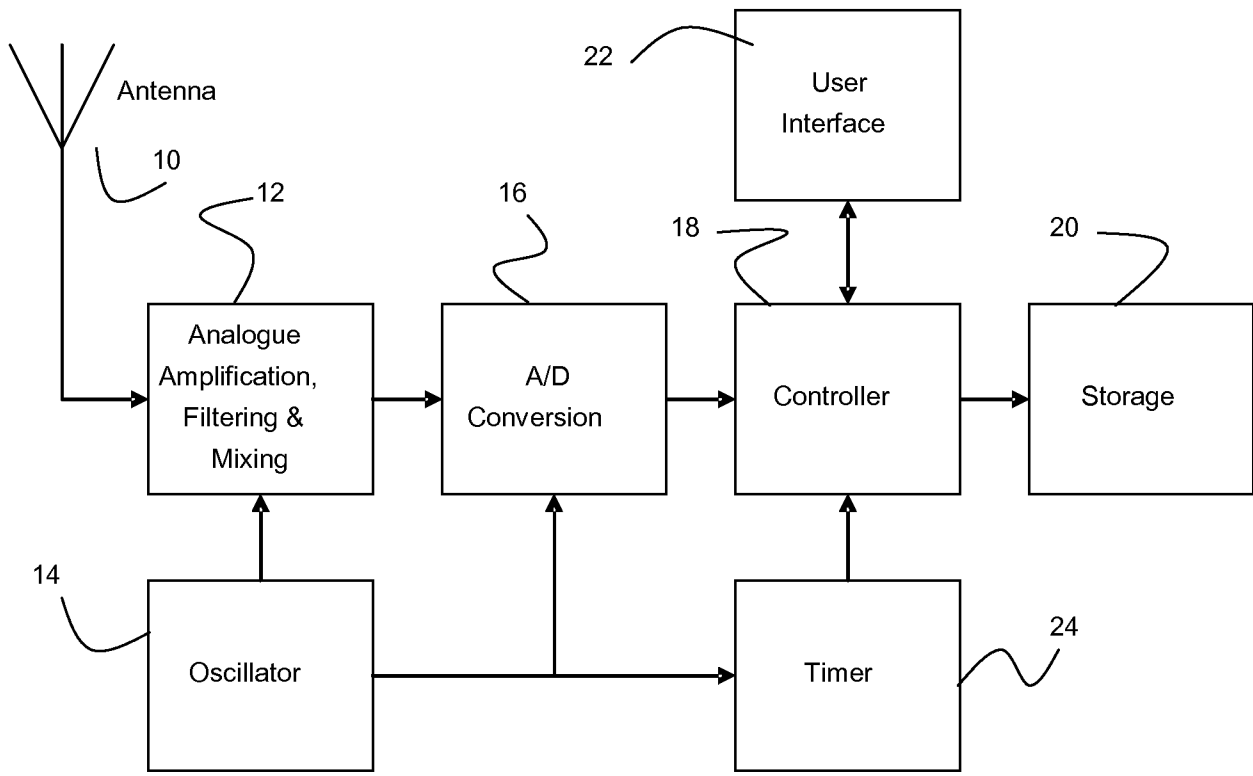 22
User
Interface
Antenna
10
12
16
18
20
Analogue
Amplification,
Filtering &
Mixing
A/D
Conversion
Controller
Storage
14
Oscillator
Timer
24